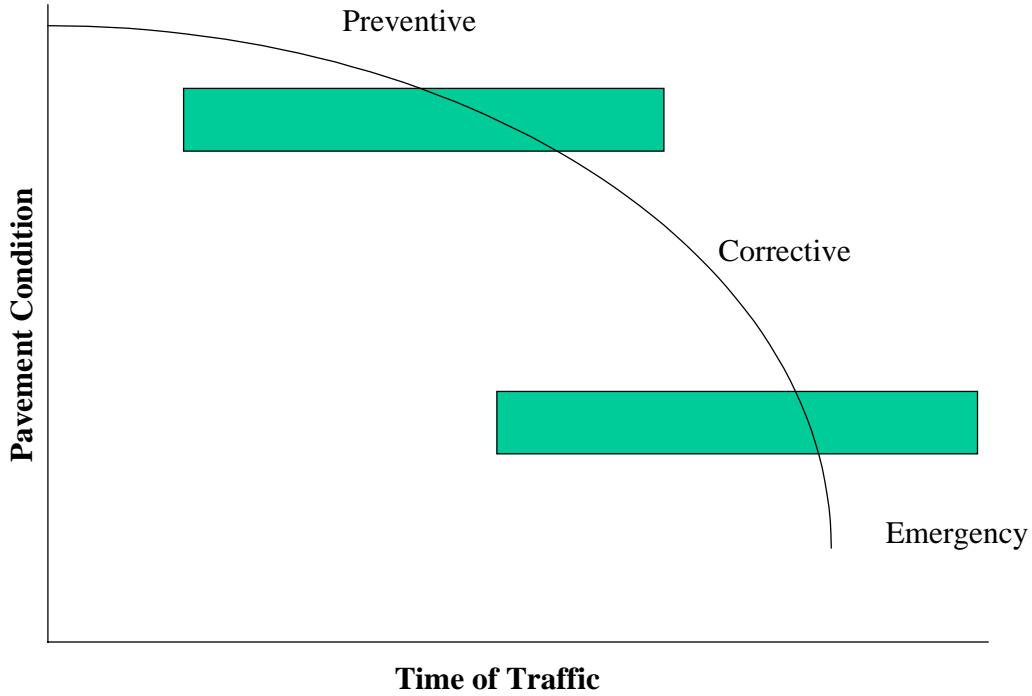 Preventive
Corrective
Emergency
Pavement Condition
Time of Traffic